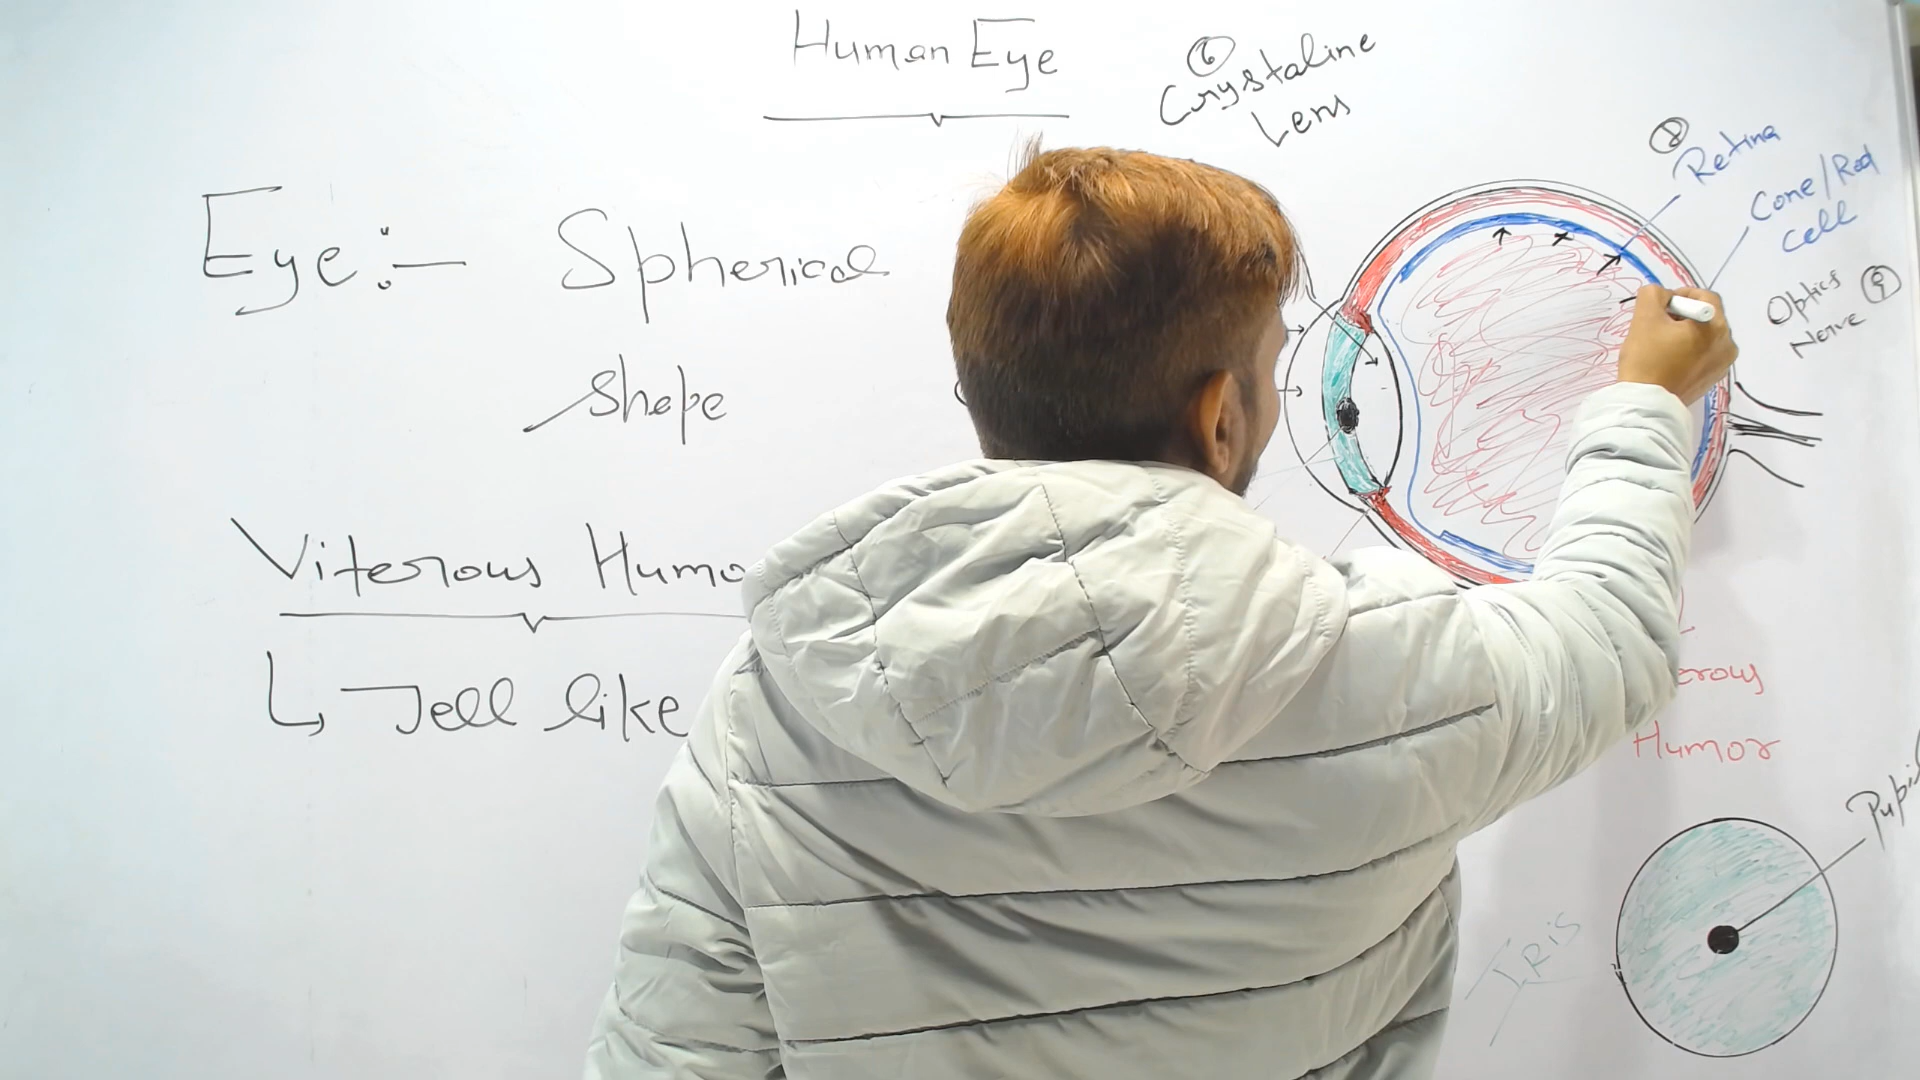 Human Eye
6
Crystaline
Lens
8
Retina
Cone/Rod
cell
Optics 9
Nerve
Eye:- Spherical
Shape
Viterous Humo
↳ Jell like
erous
Humor
Pupil
IRiS